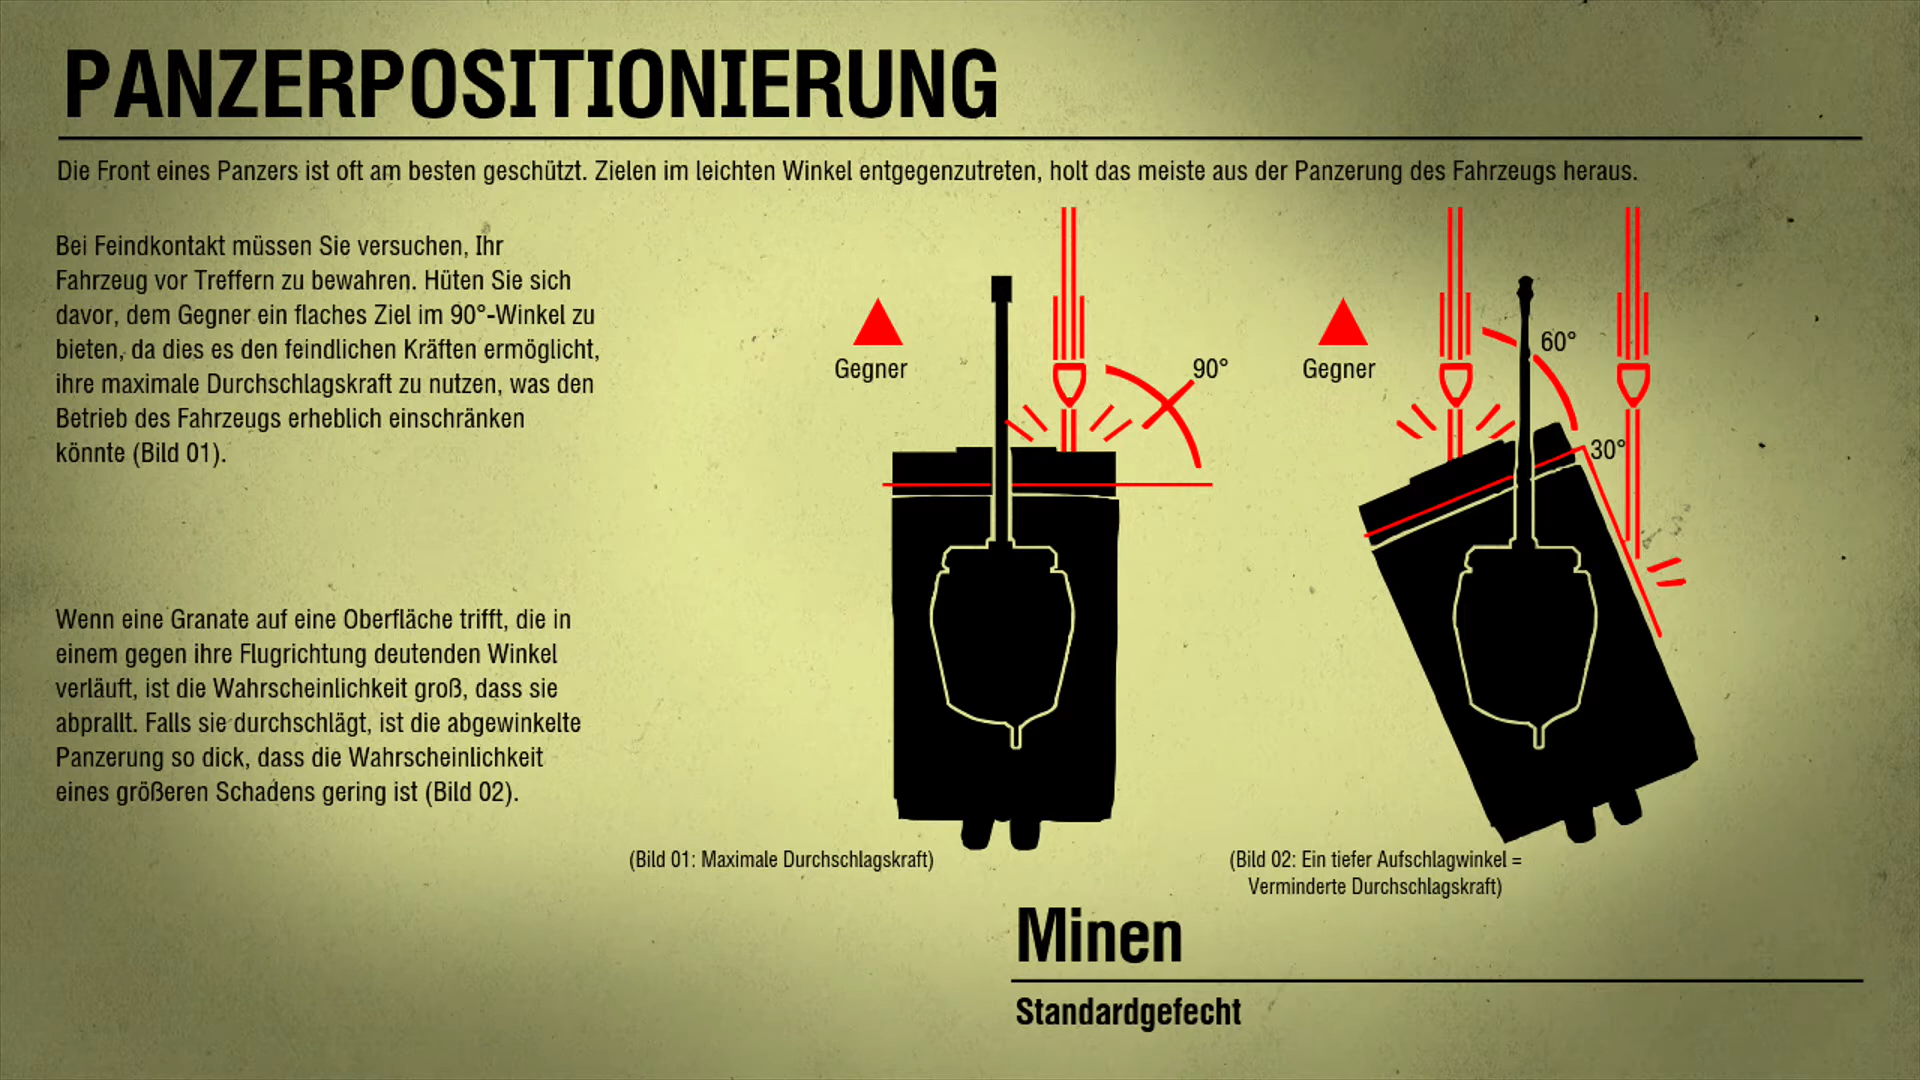 PANZERPOSITIONIERUNG
Die Front eines Panzers ist oft am besten geschützt. Zielen im leichten Winkel entgegenzutreten, holt das meiste aus der Panzerung des Fahrzeugs heraus.
Bei Feindkontakt müssen Sie versuchen, Ihr
Fahrzeug vor Treffern zu bewahren. Hüten Sie sich
davor, dem Gegner ein flaches Ziel im 90°-Winkel zu
bieten, da dies es den feindlichen Kräften ermöglicht,
ihre maximale Durchschlagskraft zu nutzen, was den
Betrieb des Fahrzeugs erheblich einschränken
könnte (Bild 01).
Wenn eine Granate auf eine Oberfläche trifft, die in
einem gegen ihre Flugrichtung deutenden Winkel
verläuft, ist die Wahrscheinlichkeit groß, dass sie
abprallt. Falls sie durchschlägt, ist die abgewinkelte
Panzerung so dick, dass die Wahrscheinlichkeit
eines größeren Schadens gering ist (Bild 02).
Gegner
90°
Gegner
60°
30°
(Bild 01: Maximale Durchschlagskraft)
(Bild 02: Ein tiefer Aufschlagwinkel =
Verminderte Durchschlagskraft)
Minen
Standardgefecht